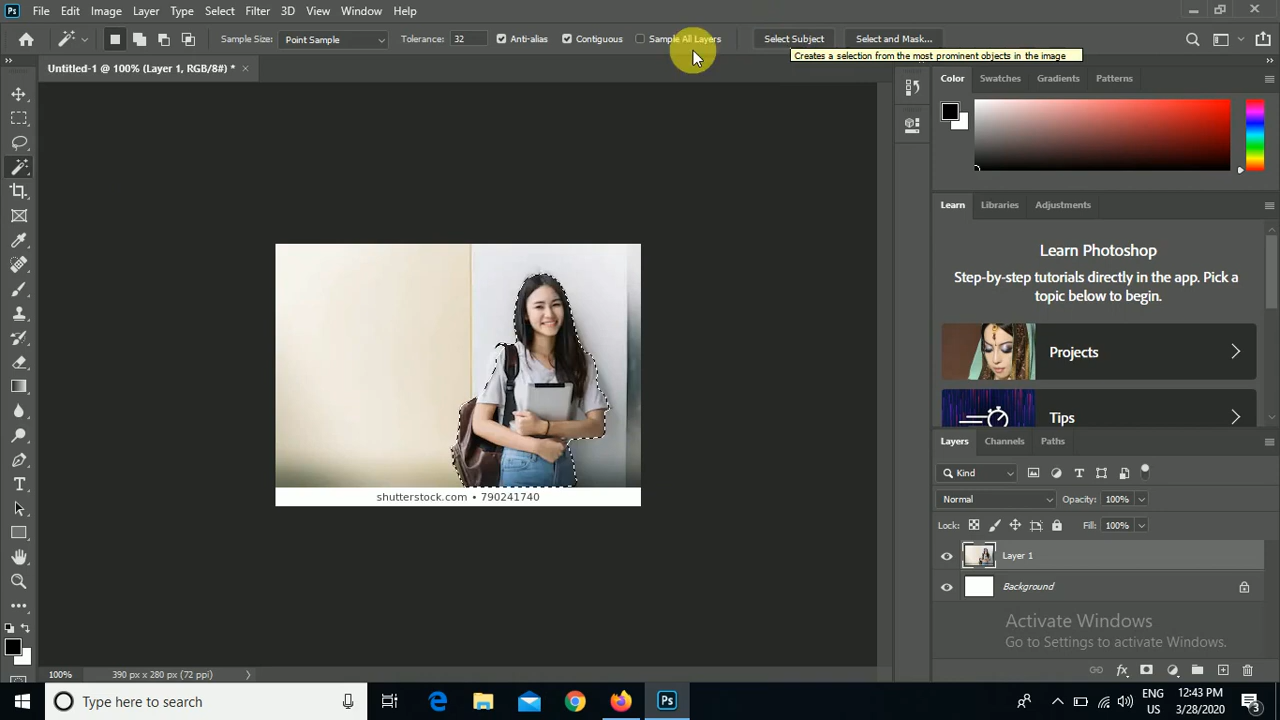 Ps File Edit Image Layer Type Select Filter 3D View Window Help
Sample Size: Point Sample Tolerance: 32 Anti-alias Contiguous Sample All Layers Select Subject Select and Mask...
Creates a selection from the most prominent objects in the image
Untitled-1 @ 100% (Layer 1, RGB/8#) *
Color Swatches Gradients Patterns
Learn Libraries Adjustments
Learn Photoshop
Step-by-step tutorials directly in the app. Pick a
topic below to begin.
Projects
Tips
shutterstock.com • 790241740
Layers Channels Paths
Kind
Normal Opacity: 100%
Lock: Fill: 100%
Layer 1
Background
Activate Windows
Go to Settings to activate Windows.
100% 390 px x 280 px (72 ppi)
Type here to search
Ps
ENG
US
12:43 PM
3/28/2020
3